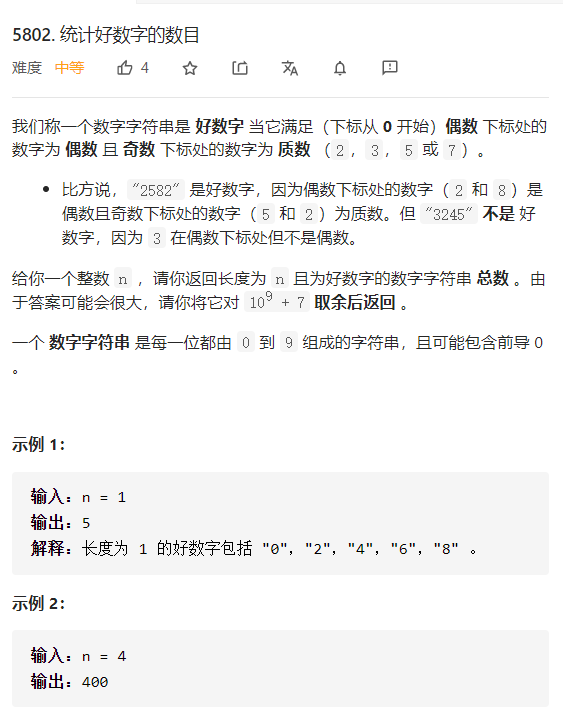 5802. 统计好数字的数目
难度 中等 4
我们称一个数字字符串是 好数字 当它满足（下标从 0 开始）偶数 下标处的
数字为 偶数 且 奇数 下标处的数字为 质数 （2，3，5 或 7）。
• 比方说，"2582" 是好数字，因为偶数下标处的数字（2 和 8）是
偶数且奇数下标处的数字（5 和 2）为质数。但 "3245" 不是 好
数字，因为 3 在偶数下标处但不是偶数。
给你一个整数 n ，请你返回长度为 n 且为好数字的数字字符串 总数 。由
于答案可能会很大，请你将它对 10⁹ + 7 取余后返回 。
一个 数字字符串 是每一位都由 0 到 9 组成的字符串，且可能包含前导 0
。
示例 1：
输入：n = 1
输出：5
解释：长度为 1 的好数字包括 "0"，"2"，"4"，"6"，"8" 。
示例 2：
输入：n = 4
输出：400